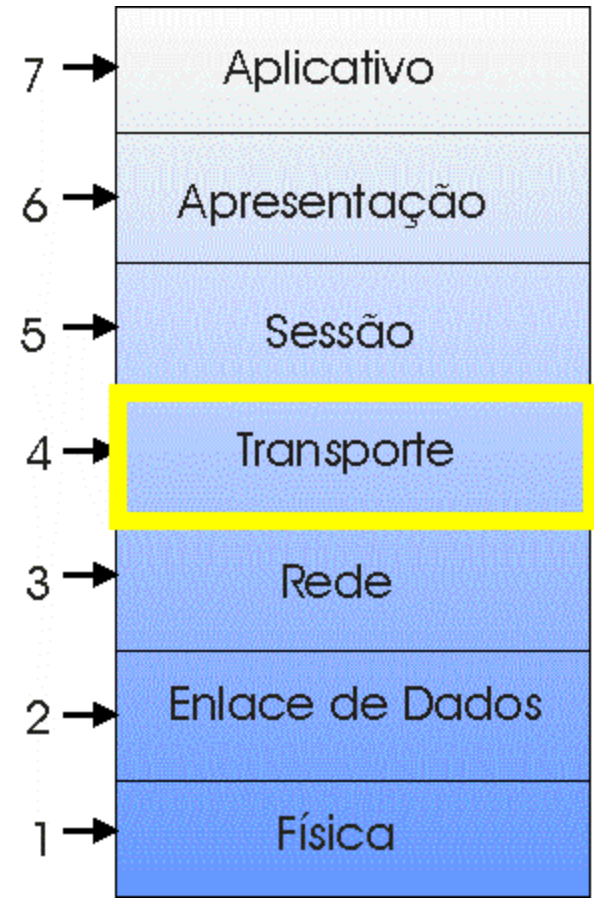 7 Aplicativo
6 Apresentação
5 Sessão
4 Transporte
3 Rede
2 Enlace de Dados
1 Física